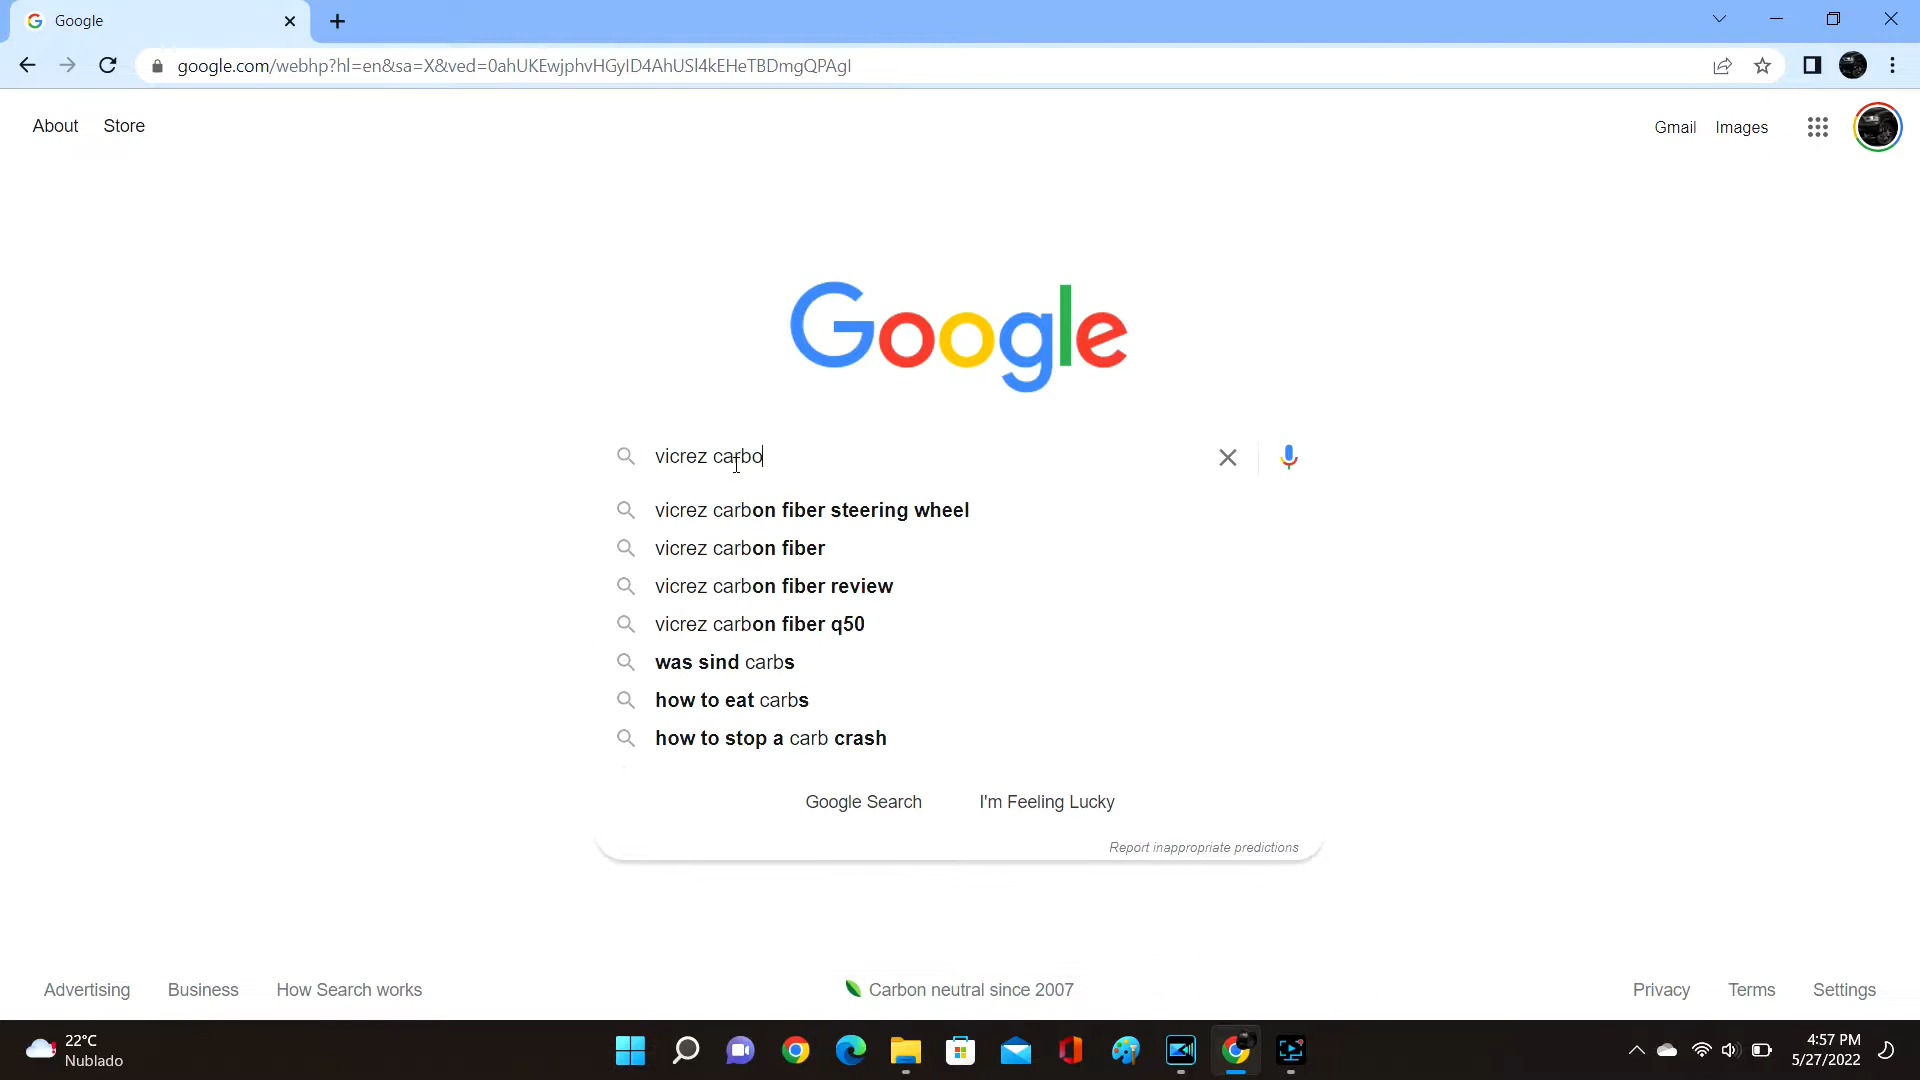 Google
google.com/webhp?hl=en&sa=X&ved=0ahUKEwjphvHGyID4AhUSl4kEHeTBDmgQPAgI
About Store
Gmail Images
Google
vicrez carbo
vicrez carbon fiber steering wheel
vicrez carbon fiber
vicrez carbon fiber review
vicrez carbon fiber q50
was sind carbs
how to eat carbs
how to stop a carb crash
Google Search I'm Feeling Lucky
Report inappropriate predictions
Advertising Business How Search works
Carbon neutral since 2007
Privacy Terms Settings
22°C
Nublado
4:57 PM
5/27/2022